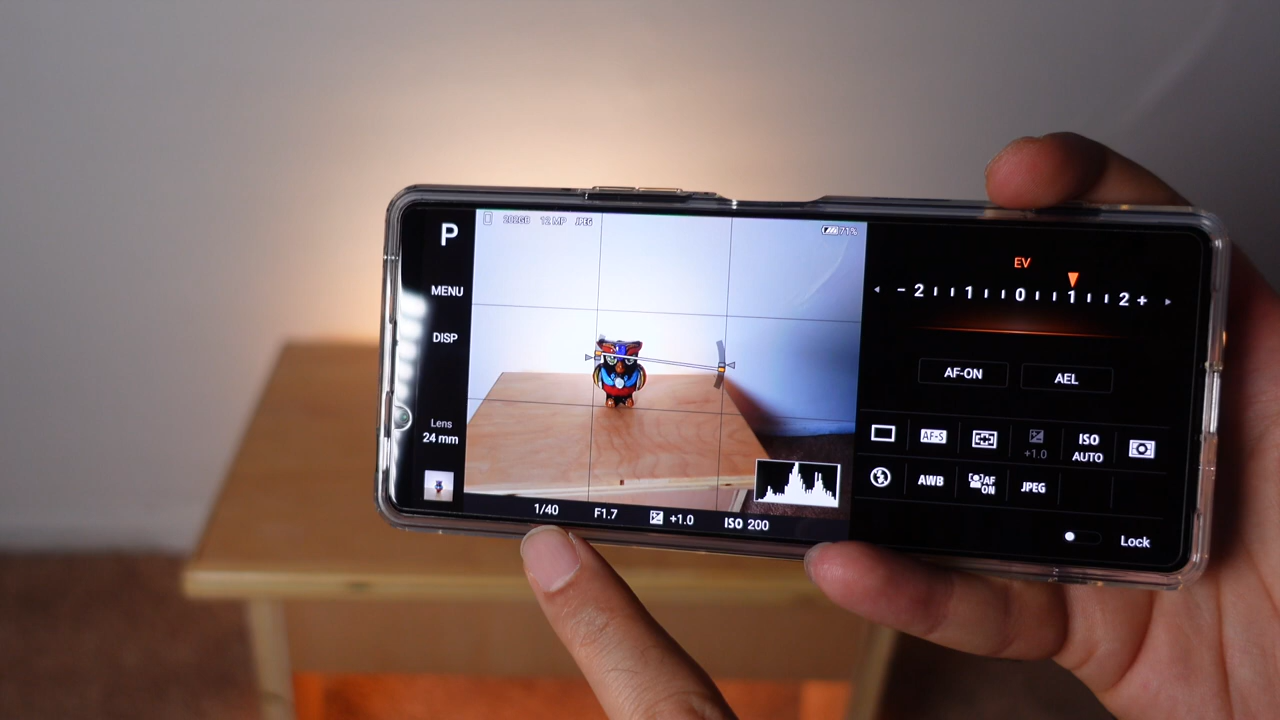 P
MENU
DISP
Lens
24 mm
202GB 12 MP JPEG
71%
1/40 F1.7 +1.0 ISO 200
EV
− 2 1 0 1 2 +
AF-ON AEL
AF-S +1.0 ISO AUTO
AWB AF ON JPEG
Lock